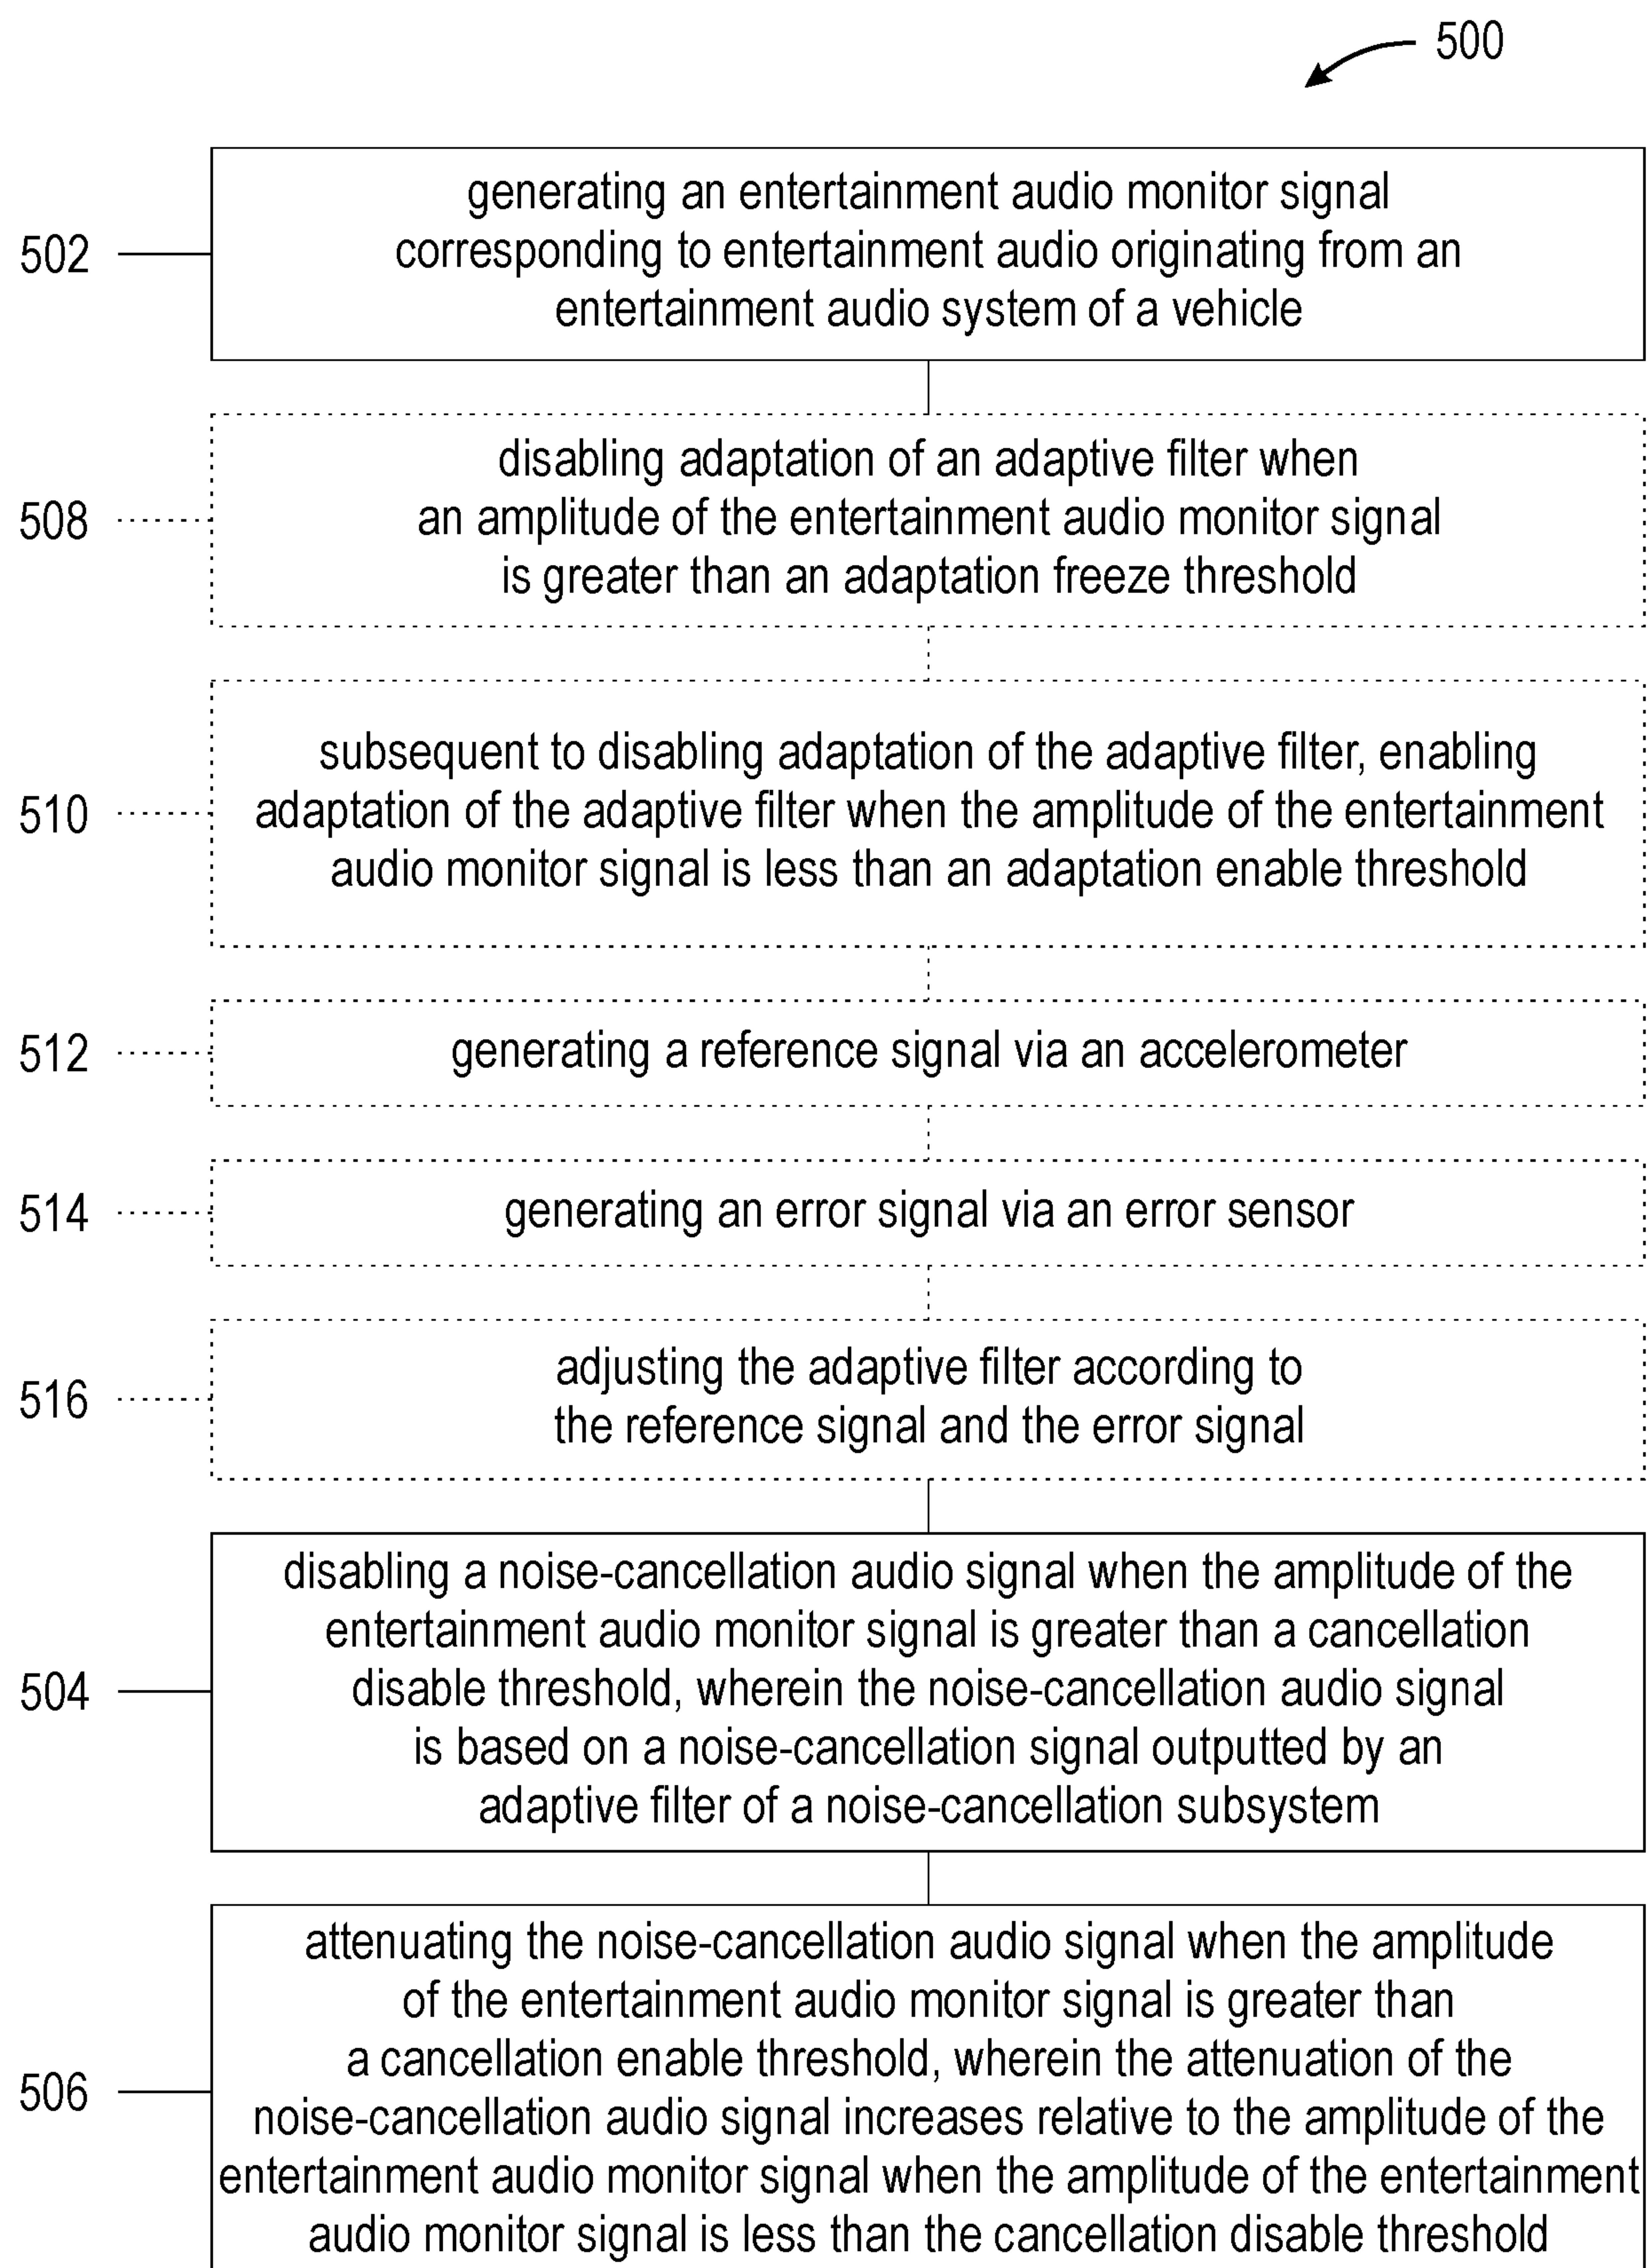 500
502
generating an entertainment audio monitor signal
corresponding to entertainment audio originating from an
entertainment audio system of a vehicle
508
disabling adaptation of an adaptive filter when
an amplitude of the entertainment audio monitor signal
is greater than an adaptation freeze threshold
510
subsequent to disabling adaptation of the adaptive filter, enabling
adaptation of the adaptive filter when the amplitude of the entertainment
audio monitor signal is less than an adaptation enable threshold
512
generating a reference signal via an accelerometer
514
generating an error signal via an error sensor
516
adjusting the adaptive filter according to
the reference signal and the error signal
504
disabling a noise-cancellation audio signal when the amplitude of the
entertainment audio monitor signal is greater than a cancellation
disable threshold, wherein the noise-cancellation audio signal
is based on a noise-cancellation signal outputted by an
adaptive filter of a noise-cancellation subsystem
506
attenuating the noise-cancellation audio signal when the amplitude
of the entertainment audio monitor signal is greater than
a cancellation enable threshold, wherein the attenuation of the
noise-cancellation audio signal increases relative to the amplitude of the
entertainment audio monitor signal when the amplitude of the entertainment
audio monitor signal is less than the cancellation disable threshold